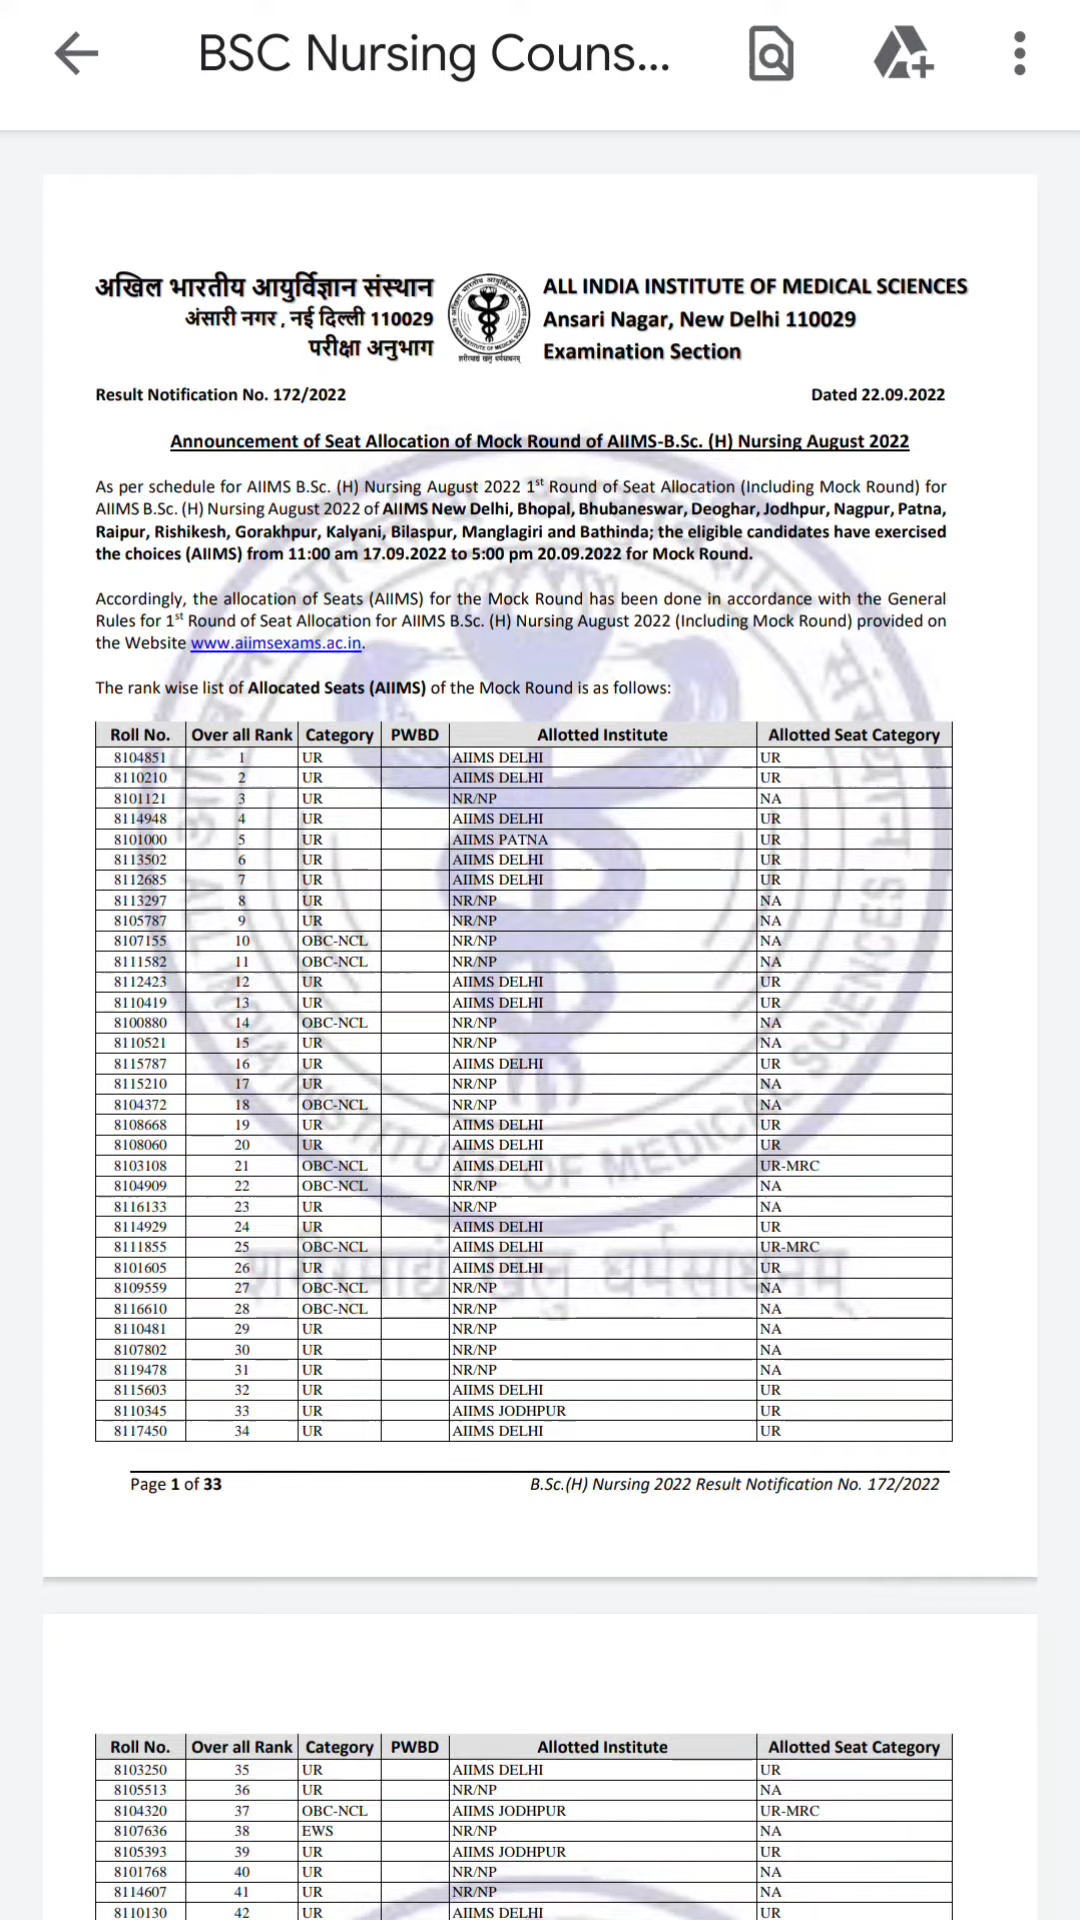 BSC Nursing Couns...
अखिल भारतीय आयुर्विज्ञान संस्थान
अंसारी नगर , नई दिल्ली 110029
परीक्षा अनुभाग
ALL INDIA INSTITUTE OF MEDICAL SCIENCES
Ansari Nagar, New Delhi 110029
Examination Section
Result Notification No. 172/2022 Dated 22.09.2022
Announcement of Seat Allocation of Mock Round of AIIMS-B.Sc. (H) Nursing August 2022
As per schedule for AIIMS B.Sc. (H) Nursing August 2022 1st Round of Seat Allocation (Including Mock Round) for
AIIMS B.Sc. (H) Nursing August 2022 of AIIMS New Delhi, Bhopal, Bhubaneswar, Deoghar, Jodhpur, Nagpur, Patna,
Raipur, Rishikesh, Gorakhpur, Kalyani, Bilaspur, Manglagiri and Bathinda; the eligible candidates have exercised
the choices (AIIMS) from 11:00 am 17.09.2022 to 5:00 pm 20.09.2022 for Mock Round.
Accordingly, the allocation of Seats (AIIMS) for the Mock Round has been done in accordance with the General
Rules for 1st Round of Seat Allocation for AIIMS B.Sc. (H) Nursing August 2022 (Including Mock Round) provided on
the Website www.aiimsexams.ac.in.
The rank wise list of Allocated Seats (AIIMS) of the Mock Round is as follows:
Roll No. Over all Rank Category PWBD Allotted Institute Allotted Seat Category
8104851 1 UR AIIMS DELHI UR
8110210 2 UR AIIMS DELHI UR
8101121 3 UR NR/NP NA
8114948 4 UR AIIMS DELHI UR
8101000 5 UR AIIMS PATNA UR
8113502 6 UR AIIMS DELHI UR
8112685 7 UR AIIMS DELHI UR
8113297 8 UR NR/NP NA
8105787 9 UR NR/NP NA
8107155 10 OBC-NCL NR/NP NA
8111582 11 OBC-NCL NR/NP NA
8112423 12 UR AIIMS DELHI UR
8110419 13 UR AIIMS DELHI UR
8100880 14 OBC-NCL NR/NP NA
8110521 15 UR NR/NP NA
8115787 16 UR AIIMS DELHI UR
8115210 17 UR NR/NP NA
8104372 18 OBC-NCL NR/NP NA
8108668 19 UR AIIMS DELHI UR
8108060 20 UR AIIMS DELHI UR
8103108 21 OBC-NCL AIIMS DELHI UR-MRC
8104909 22 OBC-NCL NR/NP NA
8116133 23 UR NR/NP NA
8114929 24 UR AIIMS DELHI UR
8111855 25 OBC-NCL AIIMS DELHI UR-MRC
8101605 26 UR AIIMS DELHI UR
8109559 27 OBC-NCL NR/NP NA
8116610 28 OBC-NCL NR/NP NA
8110481 29 UR NR/NP NA
8107802 30 UR NR/NP NA
8119478 31 UR NR/NP NA
8115603 32 UR AIIMS DELHI UR
8110345 33 UR AIIMS JODHPUR UR
8117450 34 UR AIIMS DELHI UR
Page 1 of 33 B.Sc.(H) Nursing 2022 Result Notification No. 172/2022
Roll No. Over all Rank Category PWBD Allotted Institute Allotted Seat Category
8103250 35 UR AIIMS DELHI UR
8105513 36 UR NR/NP NA
8104320 37 OBC-NCL AIIMS JODHPUR UR-MRC
8107636 38 EWS NR/NP NA
8105393 39 UR AIIMS JODHPUR UR
8101768 40 UR NR/NP NA
8114607 41 UR NR/NP NA
8110130 42 UR AIIMS DELHI UR